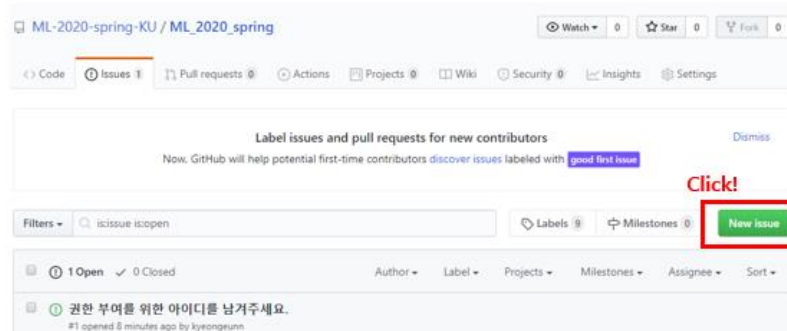 ML-2020-spring-KU / ML_2020_spring
Watch 0 Star 0 Fork 0
Code Issues 1 Pull requests 0 Actions Projects 0 Wiki Security 0 Insights Settings
Label issues and pull requests for new contributors Dismiss
Now, GitHub will help potential first-time contributors discover issues labeled with good first issue
Click!
Filters is:issue is:open Labels 9 Milestones 0 New issue
1 Open 0 Closed Author Label Projects Milestones Assignee Sort
권한 부여를 위한 아이디를 남겨주세요.
#1 opened 8 minutes ago by kyeongeunn